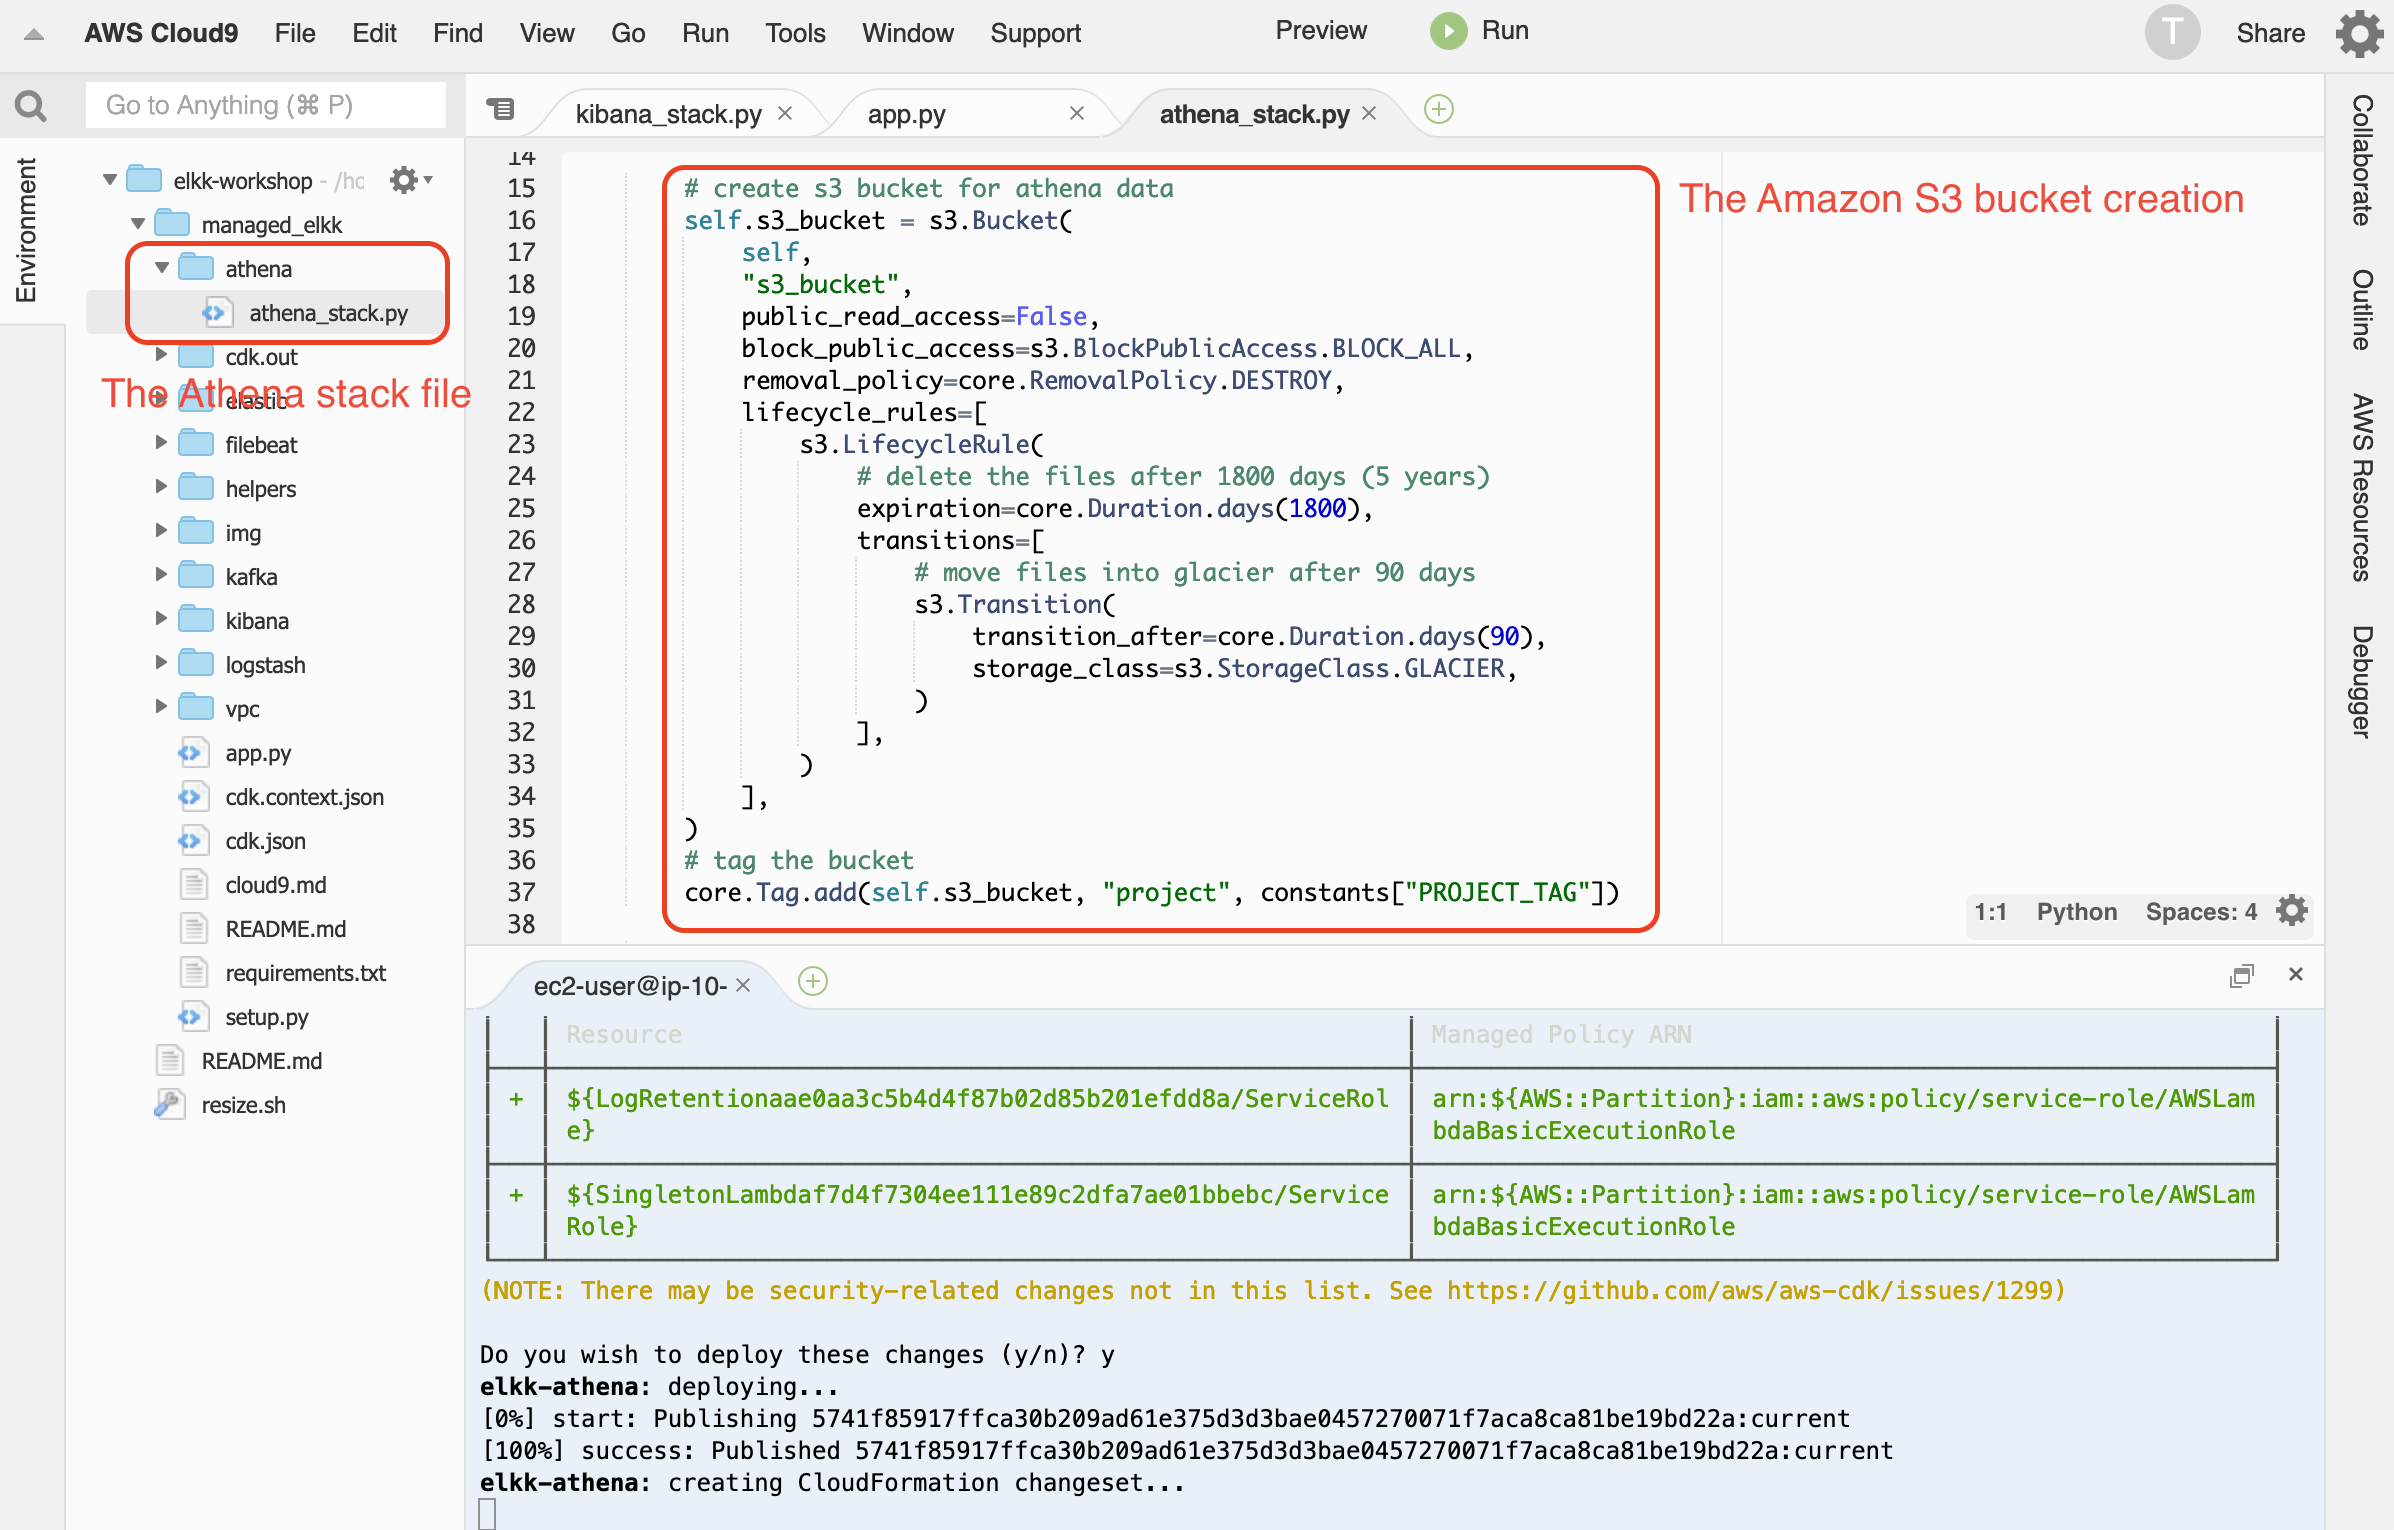 AWS Cloud9 File Edit Find View Go Run Tools Window Support Preview Run T Share
Go to Anything (⌘ P)
kibana_stack.py
app.py
athena_stack.py
Environment
elkk-workshop - /ho
managed_elkk
athena
athena_stack.py
cdk.out
The Athena stack file
elastic
filebeat
helpers
img
kafka
kibana
logstash
vpc
app.py
cdk.context.json
cdk.json
cloud9.md
README.md
requirements.txt
setup.py
README.md
resize.sh
14
15 # create s3 bucket for athena data
16 self.s3_bucket = s3.Bucket(
17 self,
18 "s3_bucket",
19 public_read_access=False,
20 block_public_access=s3.BlockPublicAccess.BLOCK_ALL,
21 removal_policy=core.RemovalPolicy.DESTROY,
22 lifecycle_rules=[
23 s3.LifecycleRule(
24 # delete the files after 1800 days (5 years)
25 expiration=core.Duration.days(1800),
26 transitions=[
27 # move files into glacier after 90 days
28 s3.Transition(
29 transition_after=core.Duration.days(90),
30 storage_class=s3.StorageClass.GLACIER,
31 )
32 ],
33 )
34 ],
35 )
36 # tag the bucket
37 core.Tag.add(self.s3_bucket, "project", constants["PROJECT_TAG"])
38
The Amazon S3 bucket creation
1:1 Python Spaces: 4
Collaborate
Outline
AWS Resources
Debugger
ec2-user@ip-10-
Resource Managed Policy ARN
+ ${LogRetentionaae0aa3c5b4d4f87b02d85b201efdd8a/ServiceRol arn:${AWS::Partition}:iam::aws:policy/service-role/AWSLam
e} bdaBasicExecutionRole
+ ${SingletonLambdaf7d4f7304ee111e89c2dfa7ae01bbebc/Service arn:${AWS::Partition}:iam::aws:policy/service-role/AWSLam
Role} bdaBasicExecutionRole
(NOTE: There may be security-related changes not in this list. See https://github.com/aws/aws-cdk/issues/1299)
Do you wish to deploy these changes (y/n)? y
elkk-athena: deploying...
[0%] start: Publishing 5741f85917ffca30b209ad61e375d3d3bae0457270071f7aca8ca81be19bd22a:current
[100%] success: Published 5741f85917ffca30b209ad61e375d3d3bae0457270071f7aca8ca81be19bd22a:current
elkk-athena: creating CloudFormation changeset...